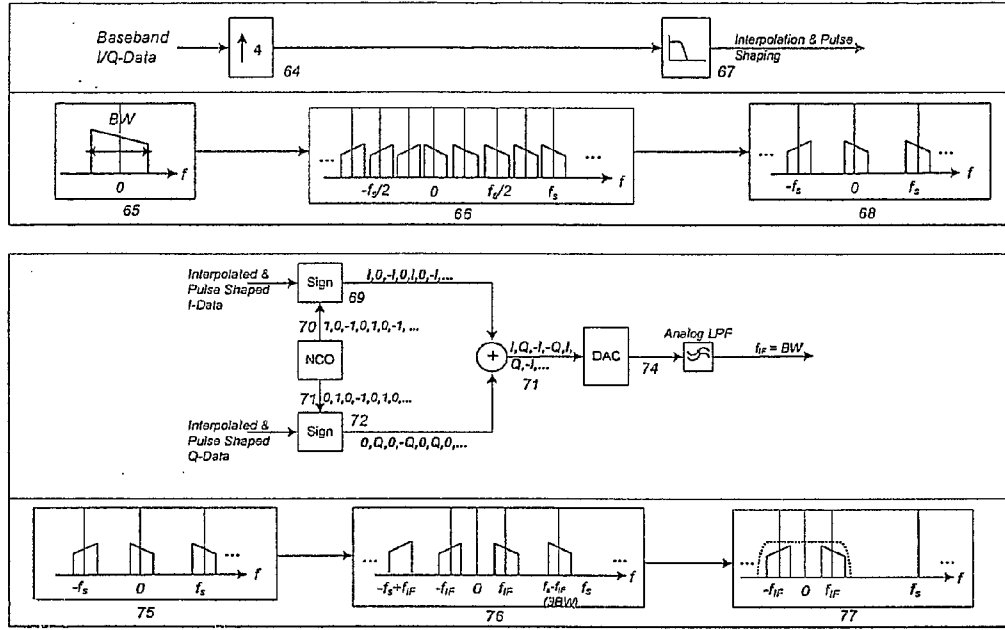 Baseband
I/Q-Data
4
64
67
Interpolation & Pulse
Shaping
BW
f
0
65
... ...
-fs/2 0 fs/2 fs f
66
... ...
-fs 0 fs f
68
Interpolated &
Pulse Shaped
I-Data
Sign
69
I,0,-I,0,I,0,-I,...
70 1,0,-1,0,1,0,-1, ...
NCO
71 0,1,0,-1,0,1,0,...
Interpolated &
Pulse Shaped
Q-Data
Sign
72
0,Q,0,-Q,0,Q,0,...
+
I,Q,-I,-Q,I,
Q,-I,...
71
DAC
74
Analog LPF
fIF = BW
...
-fs 0 fs f
75
... ...
-fs+fIF -fIF 0 fIF fs-fIF fs f
(3BW)
76
...
-fIF 0 fIF fs f
77